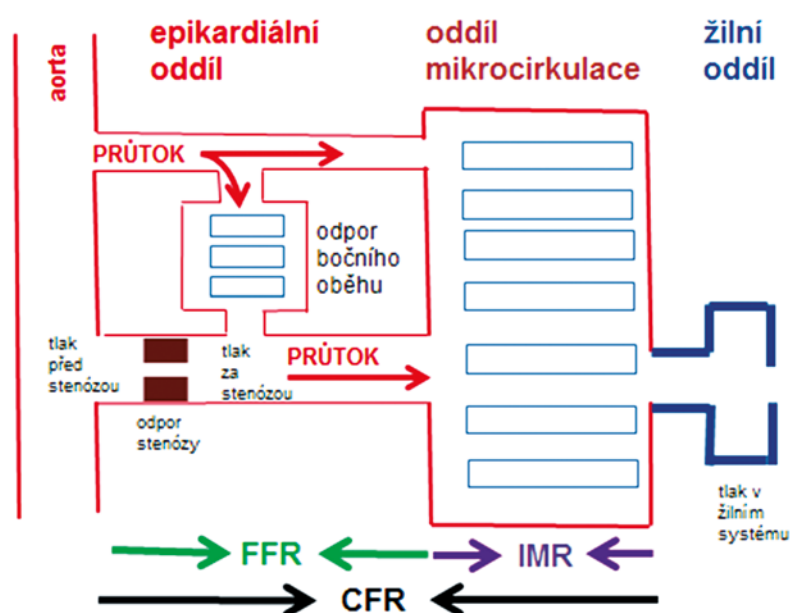 epikardiální
oddíl
oddíl
mikrocirkulace
žilní
oddíl
aorta
PRŮTOK
odpor
bočního
oběhu
tlak
před
stenózou
tlak
za
stenózou
PRŮTOK
odpor
stenózy
tlak v
žilním
systému
FFR
IMR
CFR